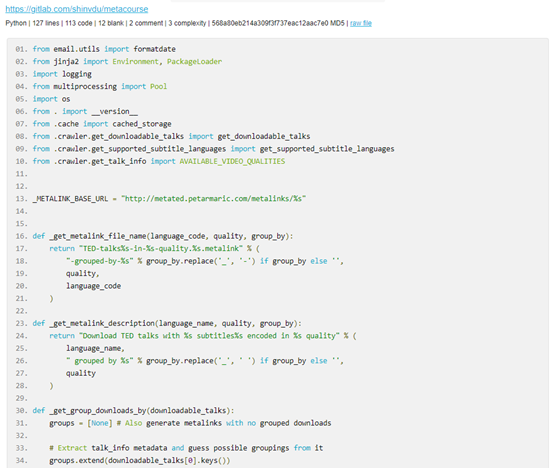 https://gitlab.com/shinvdu/metacourse
Python | 127 lines | 113 code | 12 blank | 2 comment | 3 complexity | 568a80eb214a309f3f737eac12aac7e0 MD5 | raw file
01. from email.utils import formatdate
02. from jinja2 import Environment, PackageLoader
03. import logging
04. from multiprocessing import Pool
05. import os
06. from . import __version__
07. from .cache import cached_storage
08. from .crawler.get_downloadable_talks import get_downloadable_talks
09. from .crawler.get_supported_subtitle_languages import get_supported_subtitle_languages
10. from .crawler.get_talk_info import AVAILABLE_VIDEO_QUALITIES
11.
12.
13. _METALINK_BASE_URL = "http://metated.petarmaric.com/metalinks/%s"
14.
15.
16. def _get_metalink_file_name(language_code, quality, group_by):
17.     return "TED-talks%s-in-%s-quality.%s.metalink" % (
18.         "-grouped-by-%s" % group_by.replace('_', '-') if group_by else '',
19.         quality,
20.         language_code
21.     )
22.
23. def _get_metalink_description(language_name, quality, group_by):
24.     return "Download TED talks with %s subtitles%s encoded in %s quality" % (
25.         language_name,
26.         " grouped by %s" % group_by.replace('_', ' ') if group_by else '',
27.         quality
28.     )
29.
30. def _get_group_downloads_by(downloadable_talks):
31.     groups = [None] # Also generate metalinks with no grouped downloads
32.
33.     # Extract talk_info metadata and guess possible groupings from it
34.     groups.extend(downloadable_talks[0].keys())